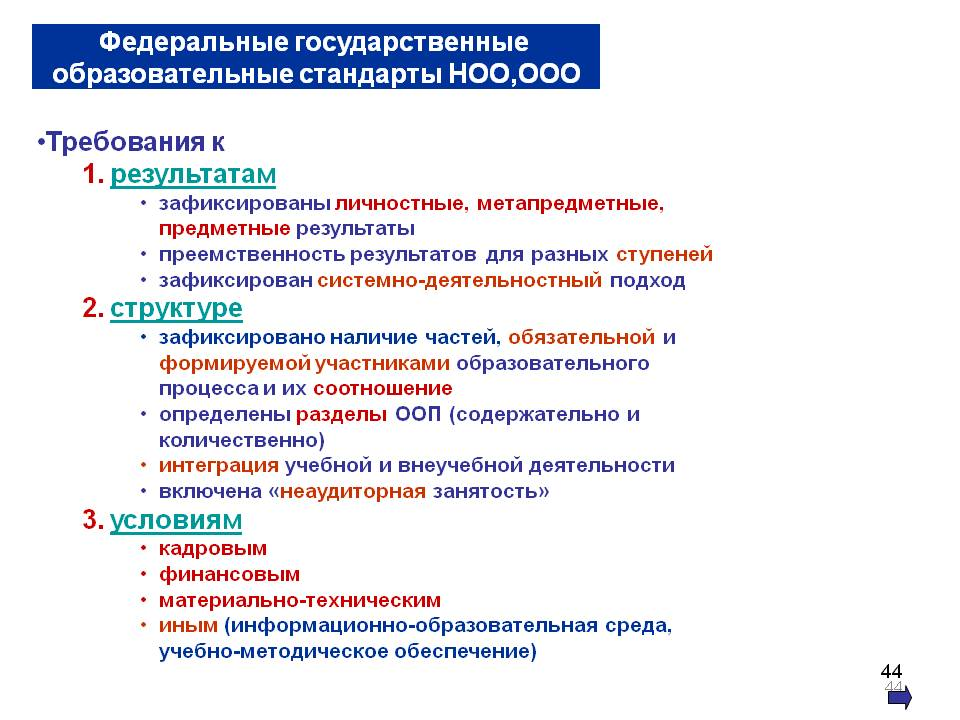 Федеральные государственные
образовательные стандарты НОО,ООО
•Требования к
1. результатам
• зафиксированы личностные, метапредметные,
предметные результаты
• преемственность результатов для разных ступеней
• зафиксирован системно-деятельностный подход
2. структуре
• зафиксировано наличие частей, обязательной и
формируемой участниками образовательного
процесса и их соотношение
• определены разделы ООП (содержательно и
количественно)
• интеграция учебной и внеучебной деятельности
• включена «неаудиторная занятость»
3. условиям
• кадровым
• финансовым
• материально-техническим
• иным (информационно-образовательная среда,
учебно-методическое обеспечение)
44
44